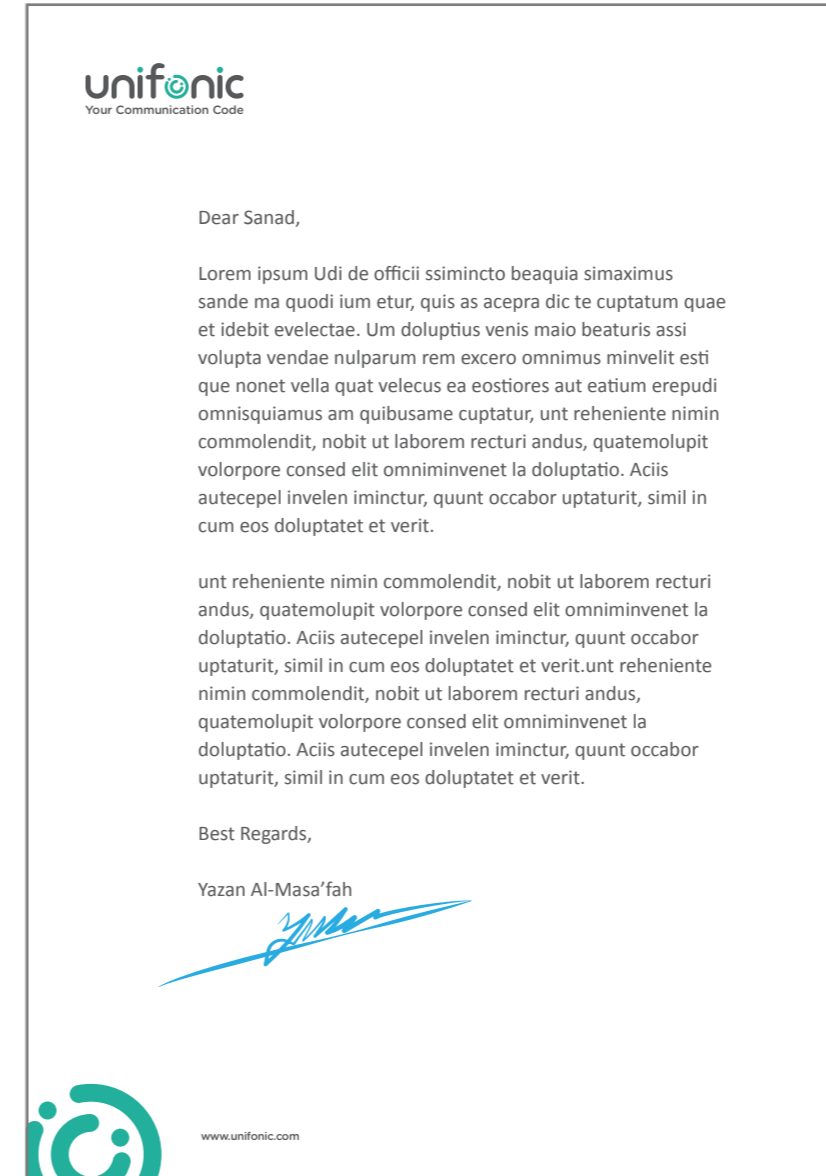 unifonic
Your Communication Code
Dear Sanad,
Lorem ipsum Udi de officii ssimincto beaquia simaximus
sande ma quodi ium etur, quis as acepra dic te cuptatum quae
et idebit evelectae. Um doluptius venis maio beaturis assi
volupta vendae nulparum rem excero omnimus minvelit esti
que nonet vella quat velecus ea eostiores aut eatium erepudi
omnisquiamus am quibusame cuptatur, unt reheniente nimin
commolendit, nobit ut laborem recturi andus, quatemolupit
volorpore consed elit omniminvenet la doluptatio. Aciis
autecepel invelen iminctur, quunt occabor uptaturit, simil in
cum eos doluptatet et verit.
unt reheniente nimin commolendit, nobit ut laborem recturi
andus, quatemolupit volorpore consed elit omniminvenet la
doluptatio. Aciis autecepel invelen iminctur, quunt occabor
uptaturit, simil in cum eos doluptatet et verit.unt reheniente
nimin commolendit, nobit ut laborem recturi andus,
quatemolupit volorpore consed elit omniminvenet la
doluptatio. Aciis autecepel invelen iminctur, quunt occabor
uptaturit, simil in cum eos doluptatet et verit.
Best Regards,
Yazan Al-Masa’fah
www.unifonic.com